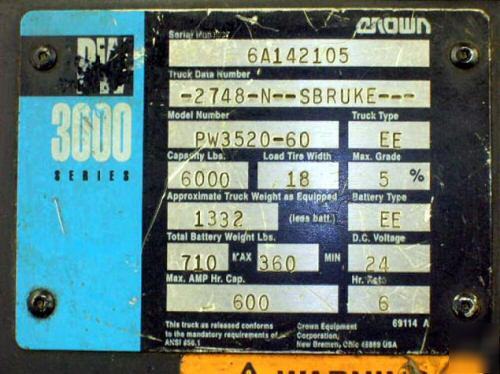 PW
3000
SERIES
CROWN
Serial Number
6A142105
Truck Data Number
-2748-N--SBRUKE---
Model Number Truck Type
PW3520-60 EE
Capacity Lbs. Load Tire Width Max. Grade
6000 18 5 %
Approximate Truck Weight as Equipped Battery Type
1332 (less batt.) EE
Total Battery Weight Lbs. D.C. Voltage
710 MAX 360 MIN 24
Max. AMP Hr. Cap. Hr. Rate
600 6
This truck as released conforms
to the mandatory requirements of
ANSI B56.1
Crown Equipment
Corporation,
New Bremen, Ohio 45869 USA
69114 A
WARNING